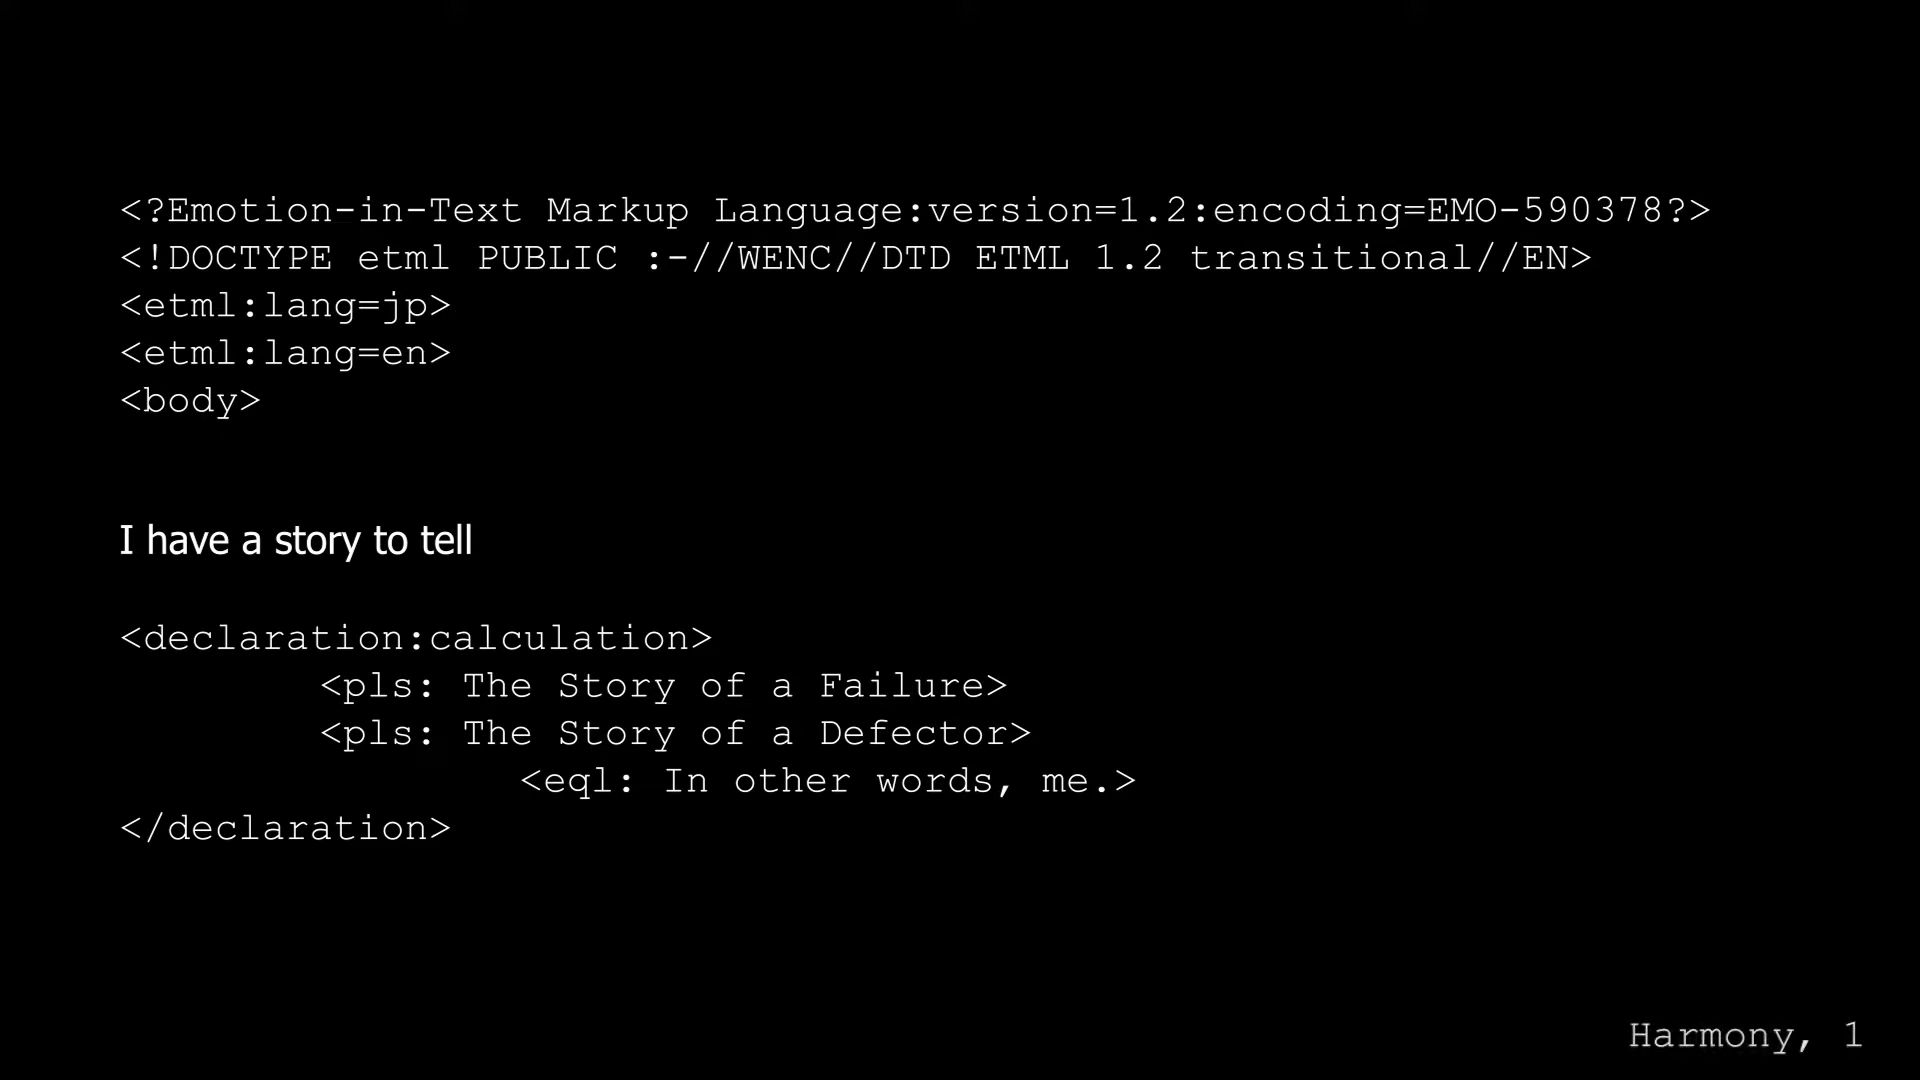 <?Emotion-in-Text Markup Language:version=1.2:encoding=EMO-590378?>
<!DOCTYPE etml PUBLIC :-//WENC//DTD ETML 1.2 transitional//EN>
<etml:lang=jp>
<etml:lang=en>
<body>
I have a story to tell
<declaration:calculation>
<pls: The Story of a Failure>
<pls: The Story of a Defector>
<eql: In other words, me.>
</declaration>
Harmony, 1